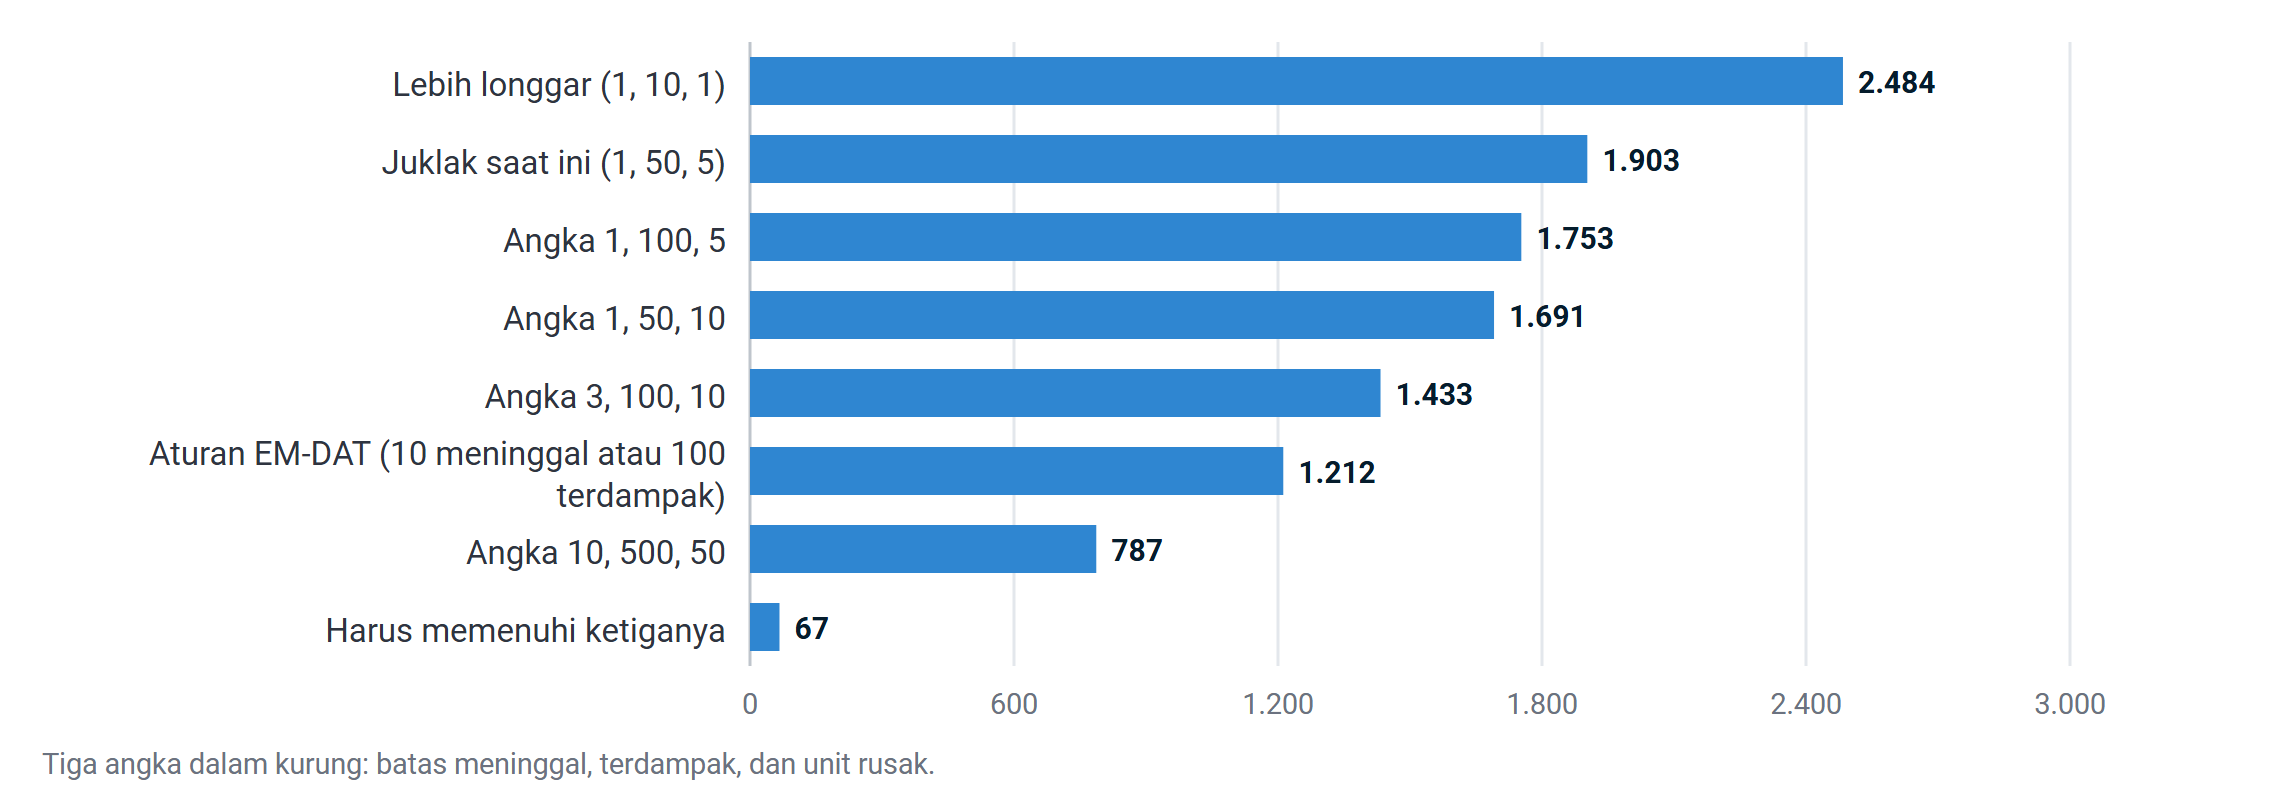 Lebih longgar (1, 10, 1)
2.484
Juklak saat ini (1, 50, 5)
1.903
Angka 1, 100, 5
1.753
Angka 1, 50, 10
1.691
Angka 3, 100, 10
1.433
Aturan EM-DAT (10 meninggal atau 100
terdampak)
1.212
Angka 10, 500, 50
787
Harus memenuhi ketiganya
67
0 600 1.200 1.800 2.400 3.000
Tiga angka dalam kurung: batas meninggal, terdampak, dan unit rusak.